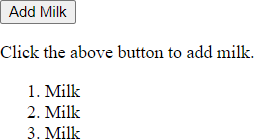 Add Milk
Click the above button to add milk.
1. Milk
2. Milk
3. Milk